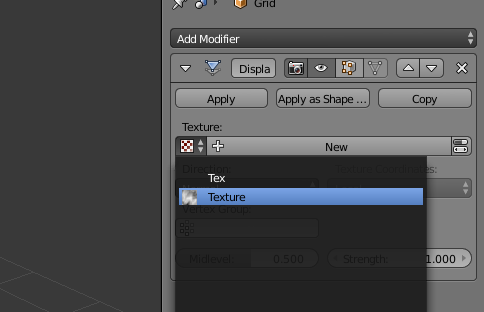 Grid
Add Modifier
Displa
Apply
Apply as Shape ...
Copy
Texture:
New
Tex
Texture
Direction:
Texture Coordinates:
Vertex Group:
Midlevel: 0.500
Strength: 1.000